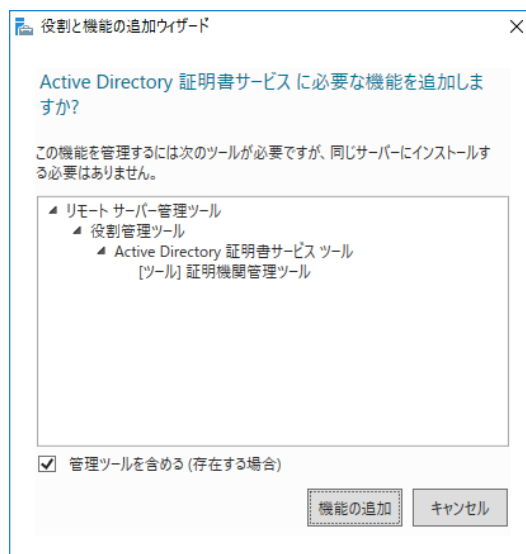 役割と機能の追加ウィザード
Active Directory 証明書サービス に必要な機能を追加しま
すか?
この機能を管理するには次のツールが必要ですが、同じサーバーにインストールす
る必要はありません。
リモート サーバー管理ツール
役割管理ツール
Active Directory 証明書サービス ツール
[ツール] 証明機関管理ツール
管理ツールを含める (存在する場合)
機能の追加
キャンセル